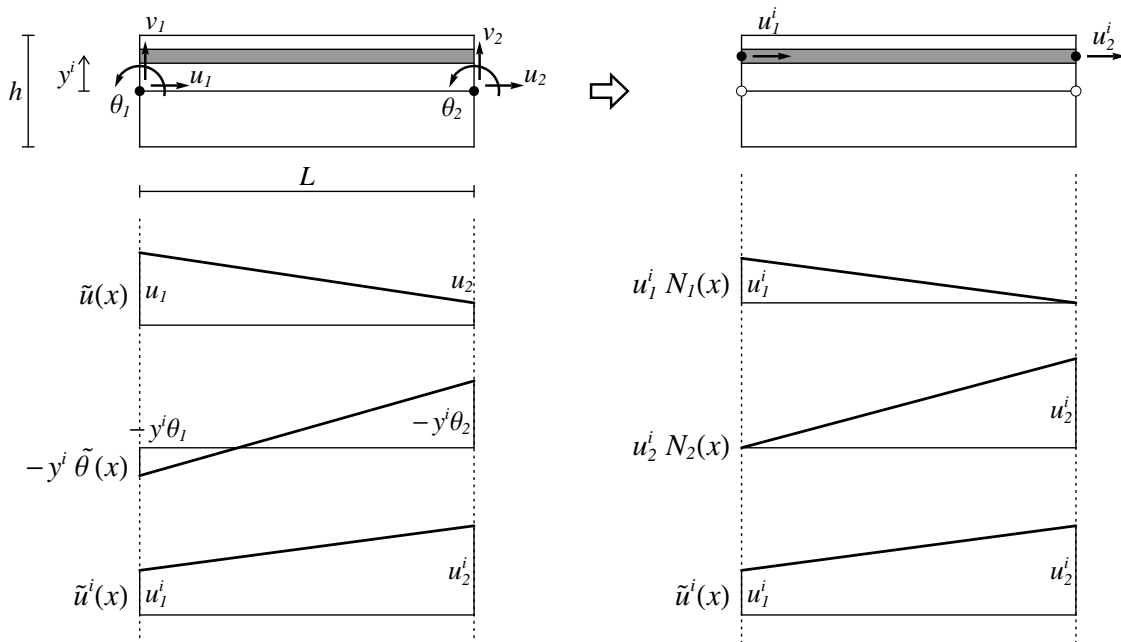 v₁ v₂
h yⁱ θ₁ u₁ θ₂ u₂
u₁ⁱ u₂ⁱ
L
ũ(x) u₁ u₂
u₁ⁱ N₁(x) u₁ⁱ
− yⁱ θ̃(x) − yⁱθ₁ − yⁱθ₂
u₂ⁱ N₂(x) u₂ⁱ
ũⁱ(x) u₁ⁱ u₂ⁱ
ũⁱ(x) u₁ⁱ u₂ⁱ